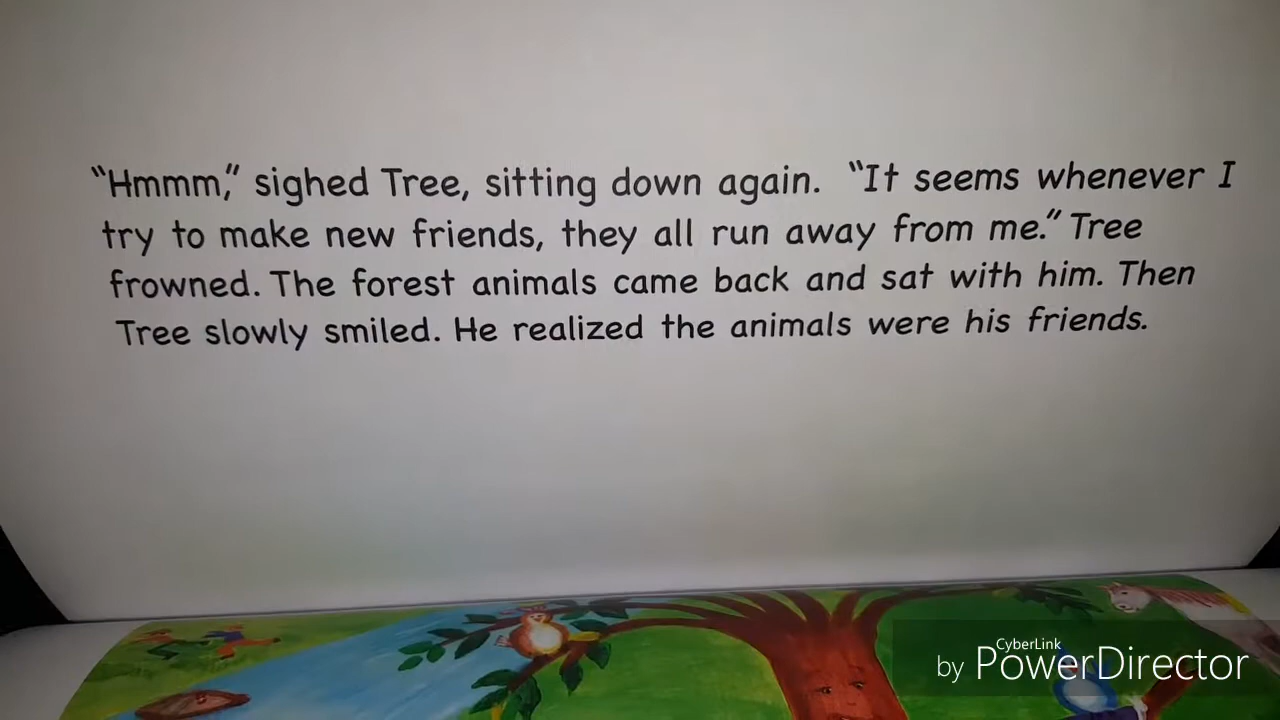 “Hmmm,” sighed Tree, sitting down again. “It seems whenever I
try to make new friends, they all run away from me.” Tree
frowned. The forest animals came back and sat with him. Then
Tree slowly smiled. He realized the animals were his friends.
CyberLink
by PowerDirector